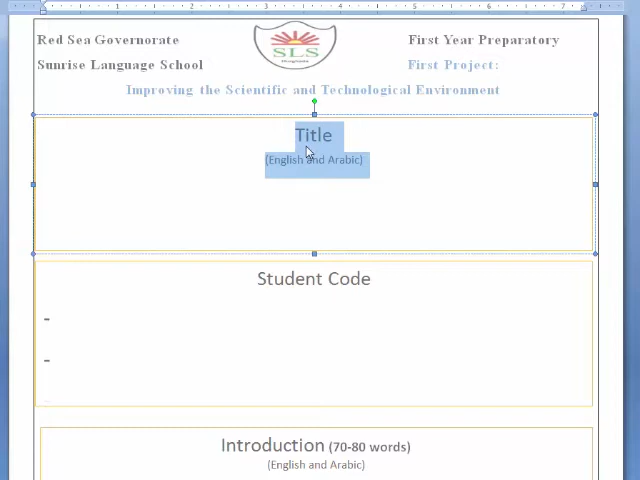 Red Sea Governorate
First Year Preparatory
Sunrise Language School
First Project:
SLS
Improving the Scientific and Technological Environment
Title
(English and Arabic)
Student Code
-
-
Introduction (70-80 words)
(English and Arabic)